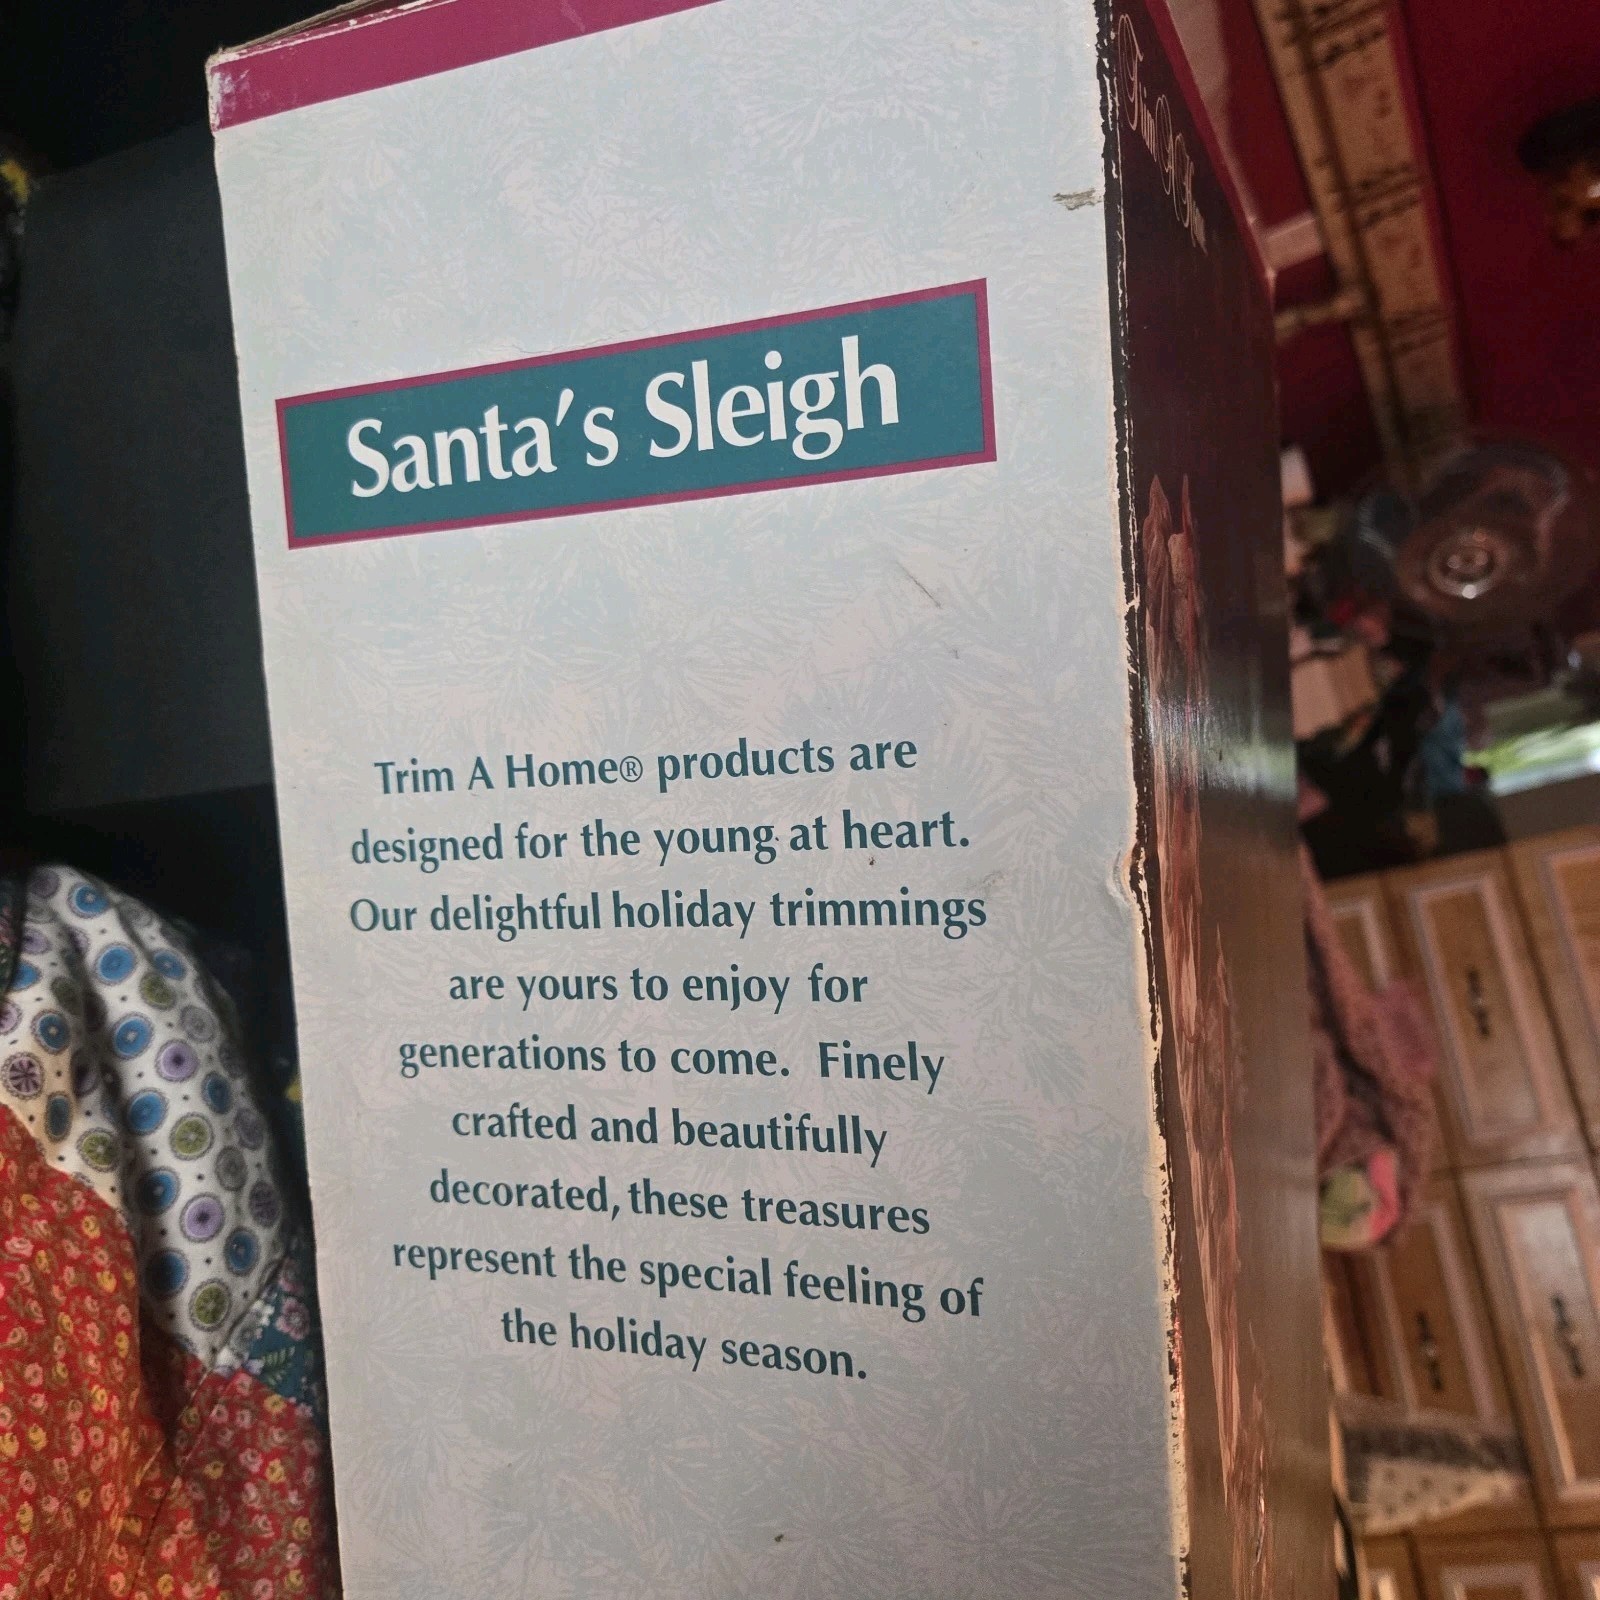 Trim A Home
Santa's Sleigh
Trim A Home® products are
designed for the young at heart.
Our delightful holiday trimmings
are yours to enjoy for
generations to come. Finely
crafted and beautifully
decorated, these treasures
represent the special feeling of
the holiday season.